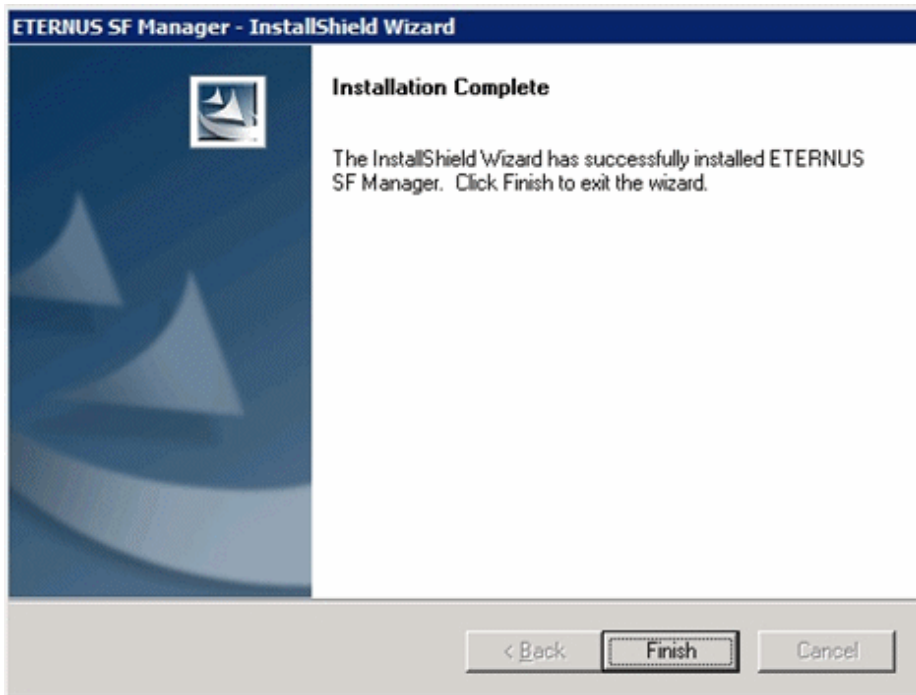 ETERNUS SF Manager - InstallShield Wizard
Installation Complete
The InstallShield Wizard has successfully installed ETERNUS
SF Manager. Click Finish to exit the wizard.
< Back
Finish
Cancel